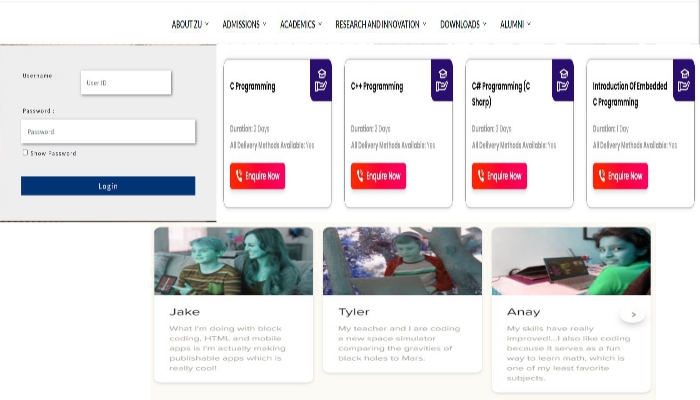 ABOUT ZU ADMISSIONS ACADEMICS RESEARCH AND INNOVATION DOWNLOADS ALUMNI
Username
User ID
Password :
Password
Show Password
Login
C Programming
Duration: 2 Days
All Delivery Methods Available: Yes
Enquire Now
C++ Programming
Duration: 2 Days
All Delivery Methods Available: Yes
Enquire Now
C# Programming (C
Sharp)
Duration: 2 Days
All Delivery Methods Available: Yes
Enquire Now
Introduction Of Embedded
C Programming
Duration: 1 Day
All Delivery Methods Available: Yes
Enquire Now
Jake
What I'm doing with block
coding, HTML and mobile
apps is I'm actually making
publishable apps which is
really cool!
Tyler
My teacher and I are coding
a new space simulator
comparing the gravities of
black holes to Mars.
Anay
My skills have really
improved!...I also like coding
because it serves as a fun
way to learn math, which is
one of my least favorite
subjects.